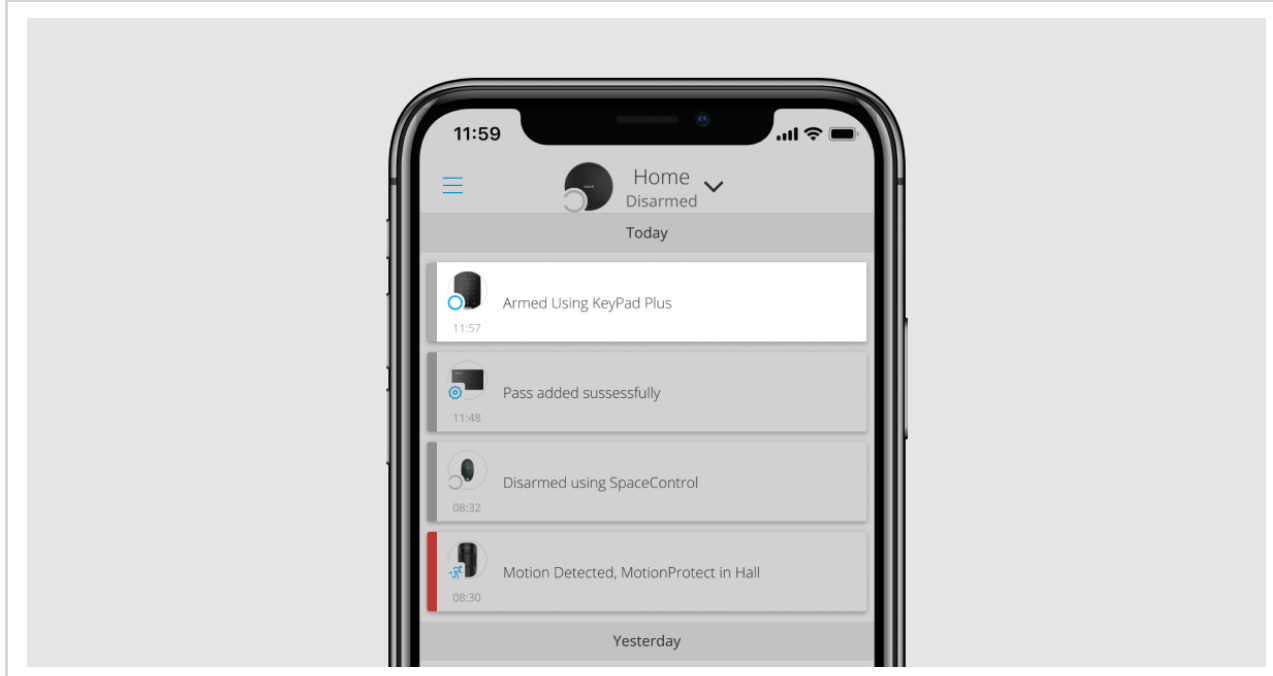 11:59
Home
Disarmed
Today
Armed Using KeyPad Plus
11:57
Pass added sussessfully
11:48
Disarmed using SpaceControl
08:32
Motion Detected, MotionProtect in Hall
08:30
Yesterday